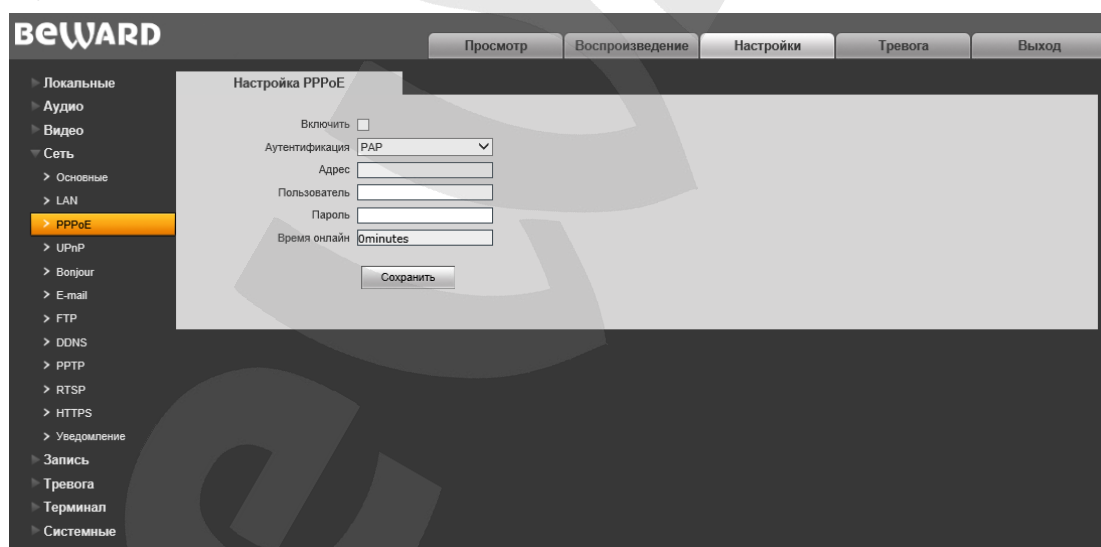 BEWARD
Просмотр Воспроизведение Настройки Тревога Выход
Локальные
Аудио
Видео
Сеть
Основные
LAN
PPPoE
UPnP
Bonjour
E-mail
FTP
DDNS
PPTP
RTSP
HTTPS
Уведомление
Запись
Тревога
Терминал
Системные
Настройка PPPoE
Включить
Аутентификация PAP
Адрес
Пользователь
Пароль
Время онлайн 0minutes
Сохранить